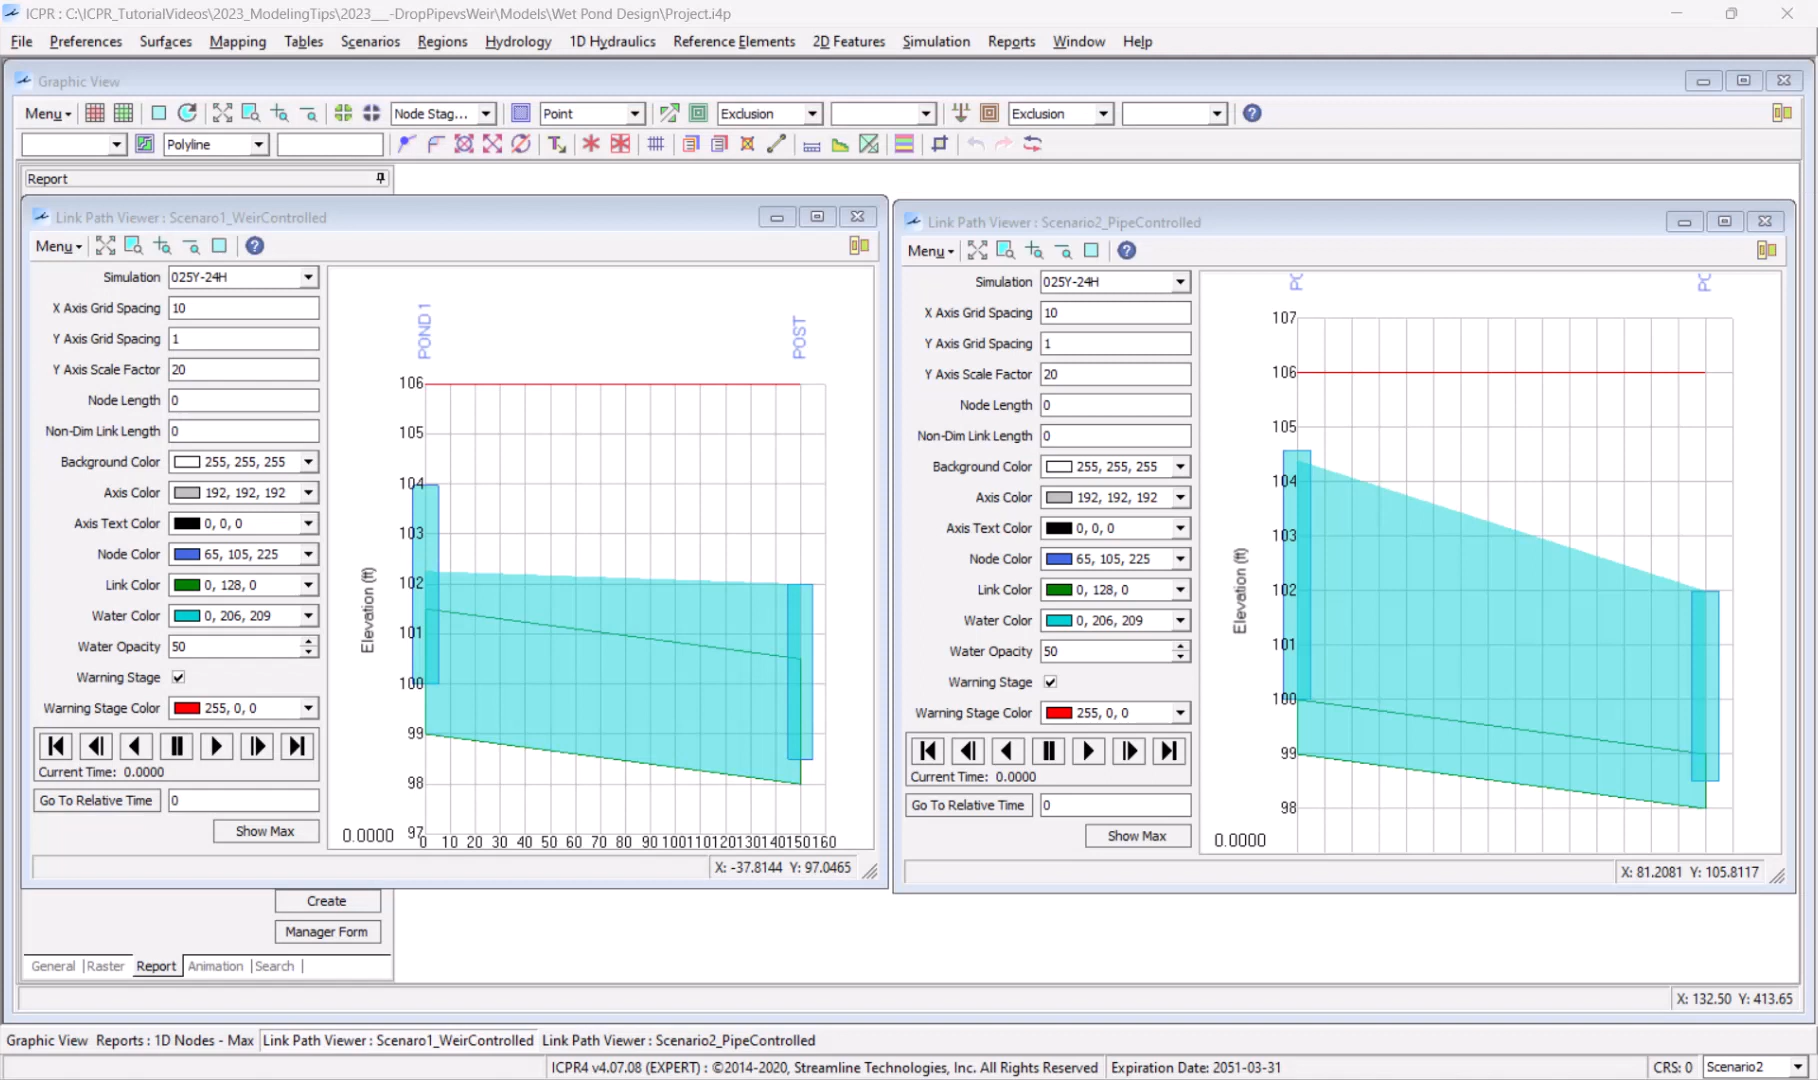 ICPR : C:\ICPR_TutorialVideos\2023_ModelingTips\2023___-DropPipevsWeir\Models\Wet Pond Design\Project.i4p
File Preferences Surfaces Mapping Tables Scenarios Regions Hydrology 1D Hydraulics Reference Elements 2D Features Simulation Reports Window Help
Graphic View
Menu Node Stag... Point Exclusion Exclusion
Polyline
Report
Link Path Viewer : Scenaro1_WeirControlled
Menu
Simulation 025Y-24H
X Axis Grid Spacing 10
Y Axis Grid Spacing 1
Y Axis Scale Factor 20
Node Length 0
Non-Dim Link Length 0
Background Color 255, 255, 255
Axis Color 192, 192, 192
Axis Text Color 0, 0, 0
Node Color 65, 105, 225
Link Color 0, 128, 0
Water Color 0, 206, 209
Water Opacity 50
Warning Stage
Warning Stage Color 255, 0, 0
Current Time: 0.0000
Go To Relative Time 0
Show Max
POND 1
POST
106
105
104
103
102
101
100
99
98
97
Elevation (ft)
0.0000
0 10 20 30 40 50 60 70 80 90 100 110 120 130 140 150 160
X: -37.8144 Y: 97.0465
Link Path Viewer : Scenario2_PipeControlled
Menu
Simulation 025Y-24H
X Axis Grid Spacing 10
Y Axis Grid Spacing 1
Y Axis Scale Factor 20
Node Length 0
Non-Dim Link Length 0
Background Color 255, 255, 255
Axis Color 192, 192, 192
Axis Text Color 0, 0, 0
Node Color 65, 105, 225
Link Color 0, 128, 0
Water Color 0, 206, 209
Water Opacity 50
Warning Stage
Warning Stage Color 255, 0, 0
Current Time: 0.0000
Go To Relative Time 0
Show Max
PO
PO
107
106
105
104
103
102
101
100
99
98
Elevation (ft)
0.0000
X: 81.2081 Y: 105.8117
Create
Manager Form
General Raster Report Animation Search
X: 132.50 Y: 413.65
Graphic View Reports : 1D Nodes - Max Link Path Viewer : Scenaro1_WeirControlled Link Path Viewer : Scenario2_PipeControlled
ICPR4 v4.07.08 (EXPERT) : ©2014-2020, Streamline Technologies, Inc. All Rights Reserved Expiration Date: 2051-03-31 CRS: 0 Scenario2